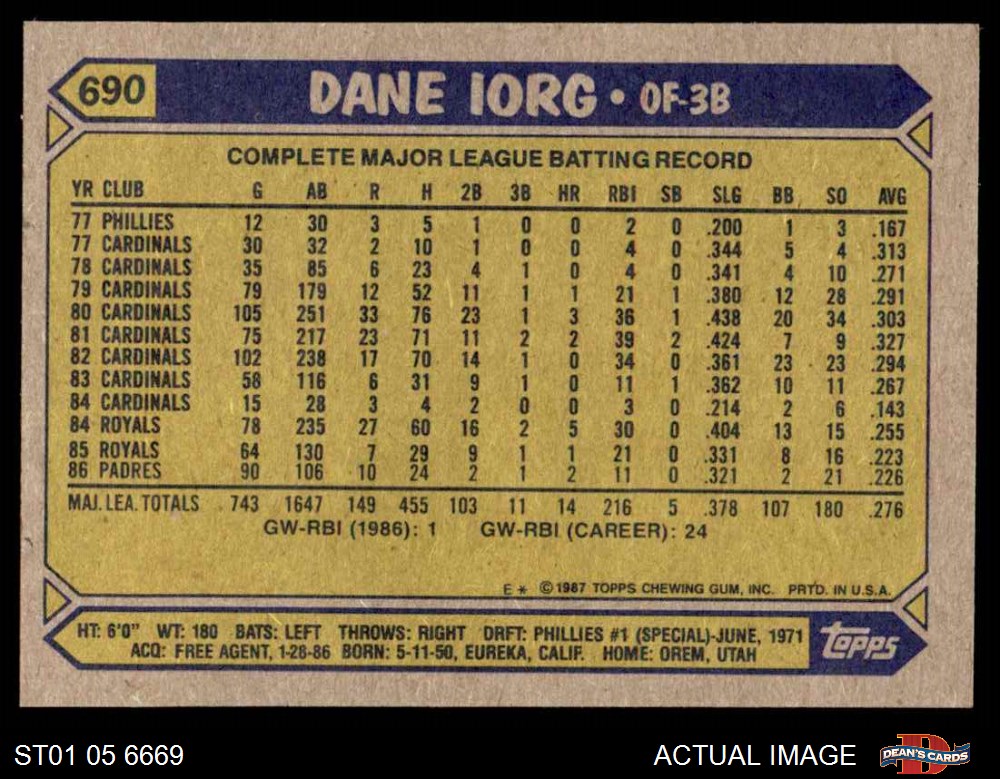 690 DANE IORG • OF-3B
COMPLETE MAJOR LEAGUE BATTING RECORD
YR CLUB G AB R H 2B 3B HR RBI SB SLG BB SO AVG
77 PHILLIES 12 30 3 5 1 0 0 2 0 .200 1 3 .167
77 CARDINALS 30 32 2 10 1 0 0 4 0 .344 5 4 .313
78 CARDINALS 35 85 6 23 4 1 0 4 0 .341 4 10 .271
79 CARDINALS 79 179 12 52 11 1 1 21 1 .380 12 28 .291
80 CARDINALS 105 251 33 76 23 1 3 36 1 .438 20 34 .303
81 CARDINALS 75 217 23 71 11 2 2 39 2 .424 7 9 .327
82 CARDINALS 102 238 17 70 14 1 0 34 0 .361 23 23 .294
83 CARDINALS 58 116 6 31 9 1 0 11 1 .362 10 11 .267
84 CARDINALS 15 28 3 4 2 0 0 3 0 .214 2 6 .143
84 ROYALS 78 235 27 60 16 2 5 30 0 .404 13 15 .255
85 ROYALS 64 130 7 29 9 1 1 21 0 .331 8 16 .223
86 PADRES 90 106 10 24 2 1 2 11 0 .321 2 21 .226
MAJ. LEA. TOTALS 743 1647 149 455 103 11 14 216 5 .378 107 180 .276
GW-RBI (1986): 1 GW-RBI (CAREER): 24
E* ©1987 TOPPS CHEWING GUM, INC. PRTD. IN U.S.A.
HT: 6'0" WT: 180 BATS: LEFT THROWS: RIGHT DRFT: PHILLIES #1 (SPECIAL)-JUNE, 1971
ACQ: FREE AGENT, 1-28-86 BORN: 5-11-50, EUREKA, CALIF. HOME: OREM, UTAH
topps
ST01 05 6669 ACTUAL IMAGE D DEAN'S CARDS